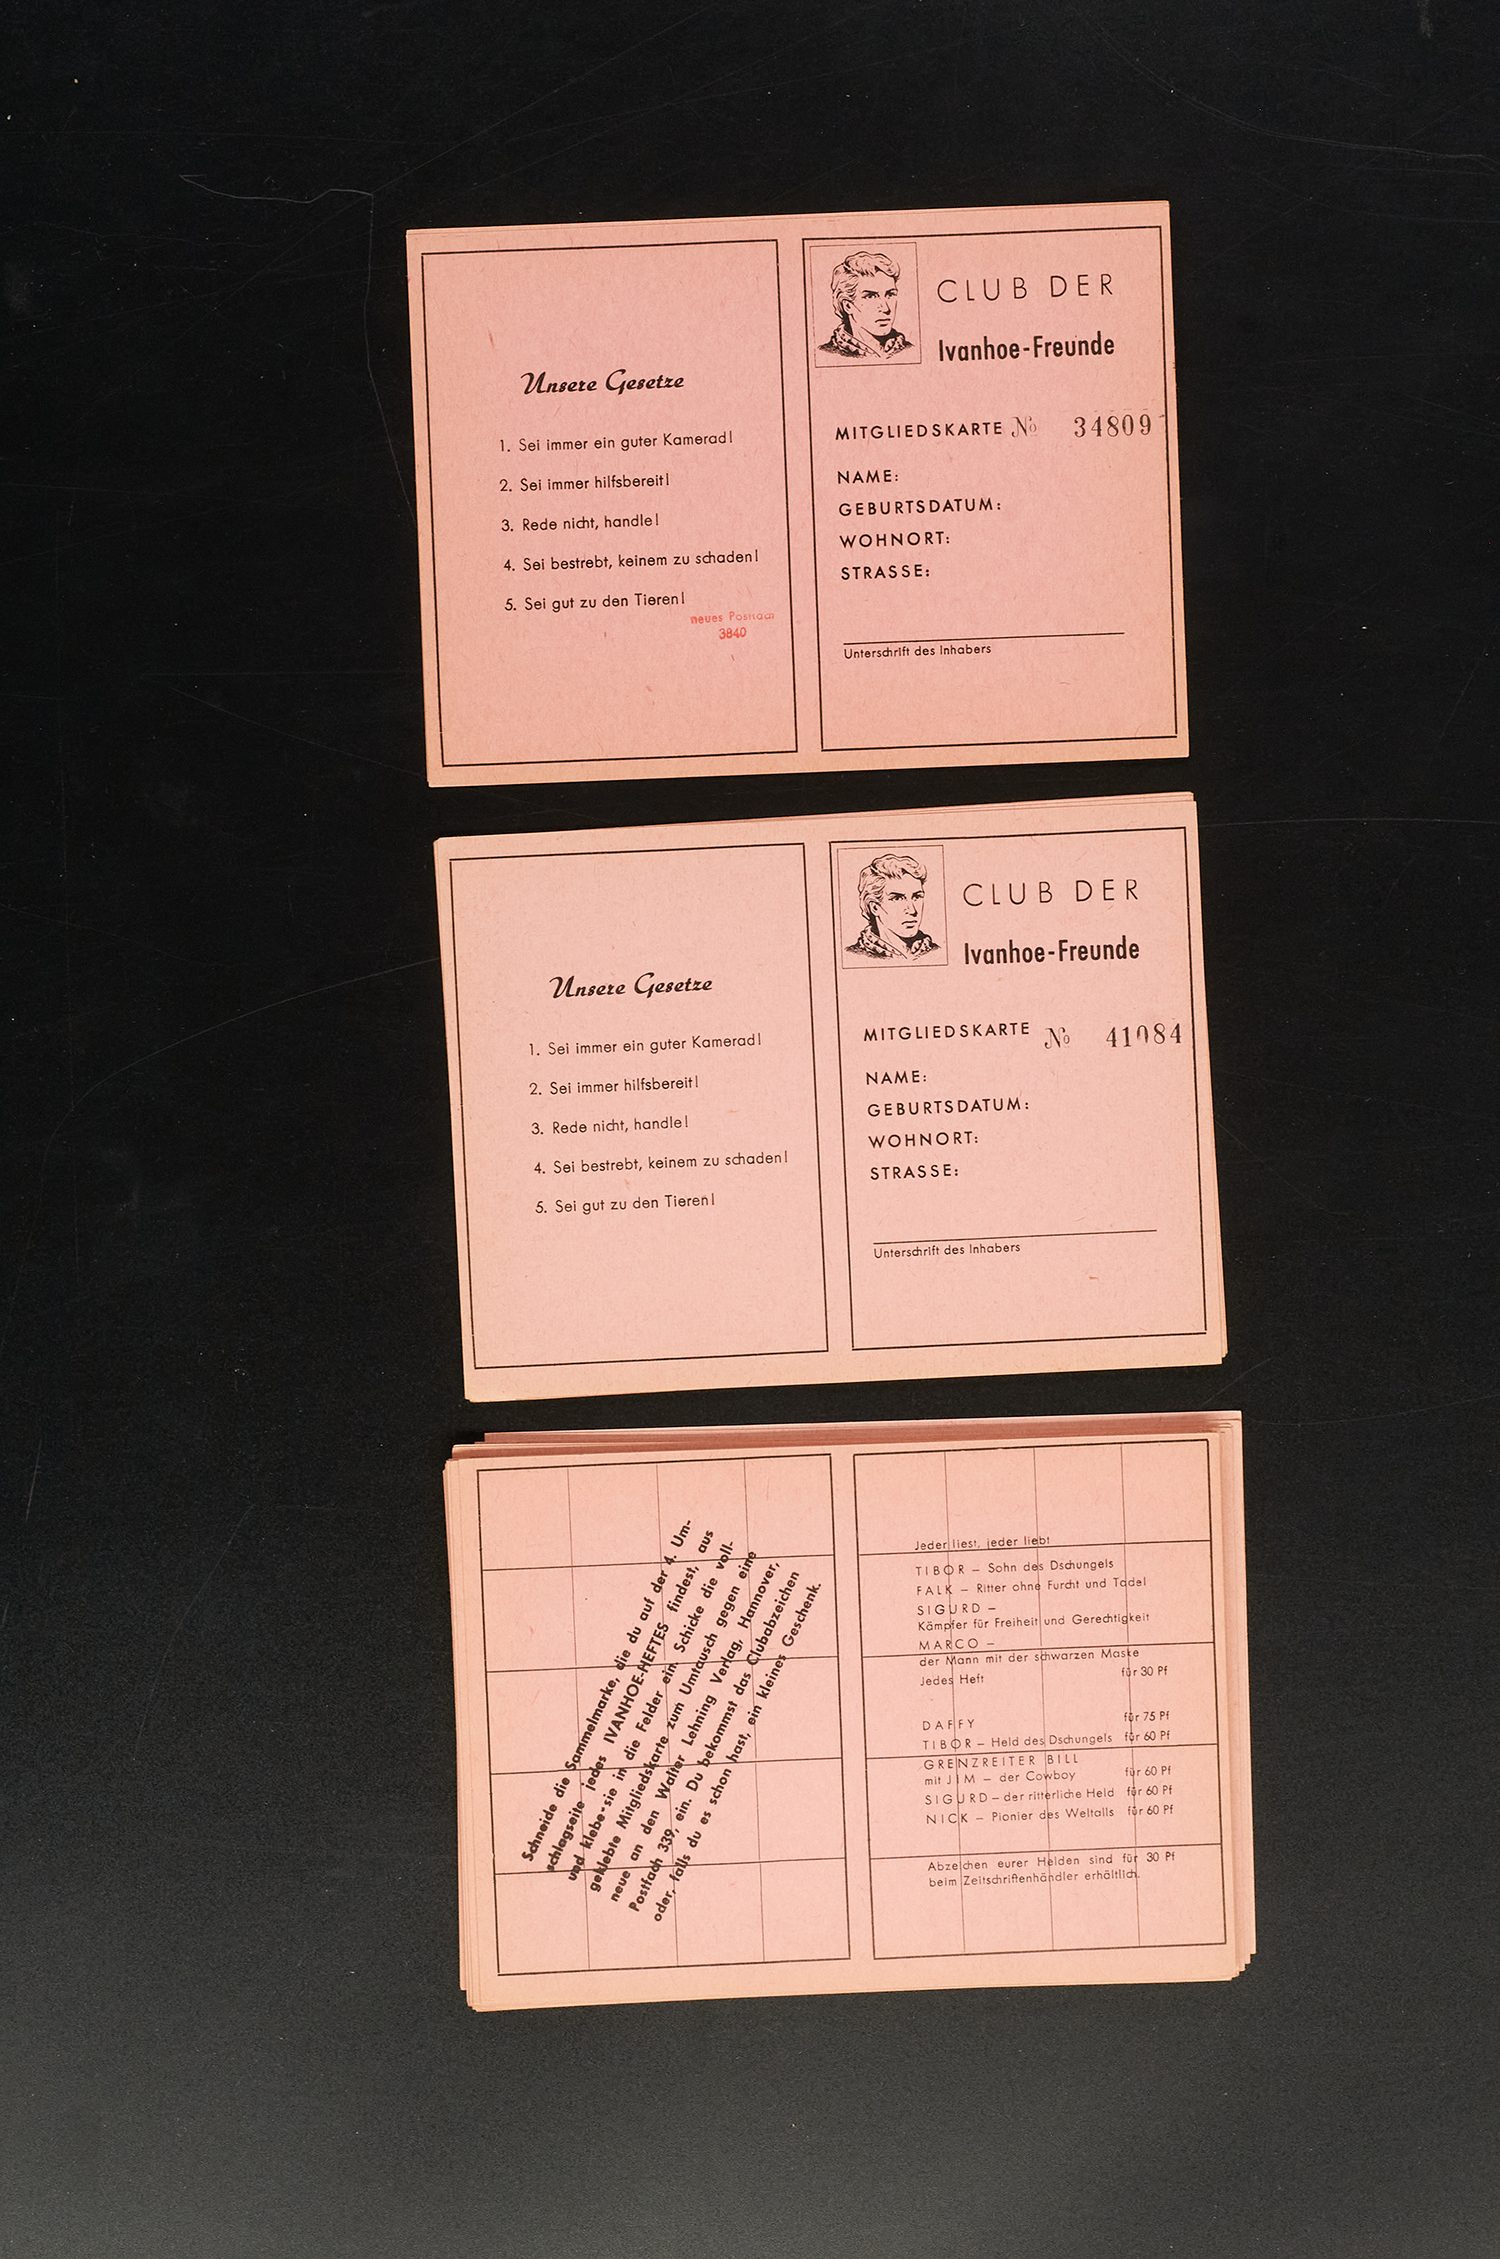 Unsere Gesetze
1. Sei immer ein guter Kamerad!
2. Sei immer hilfsbereit!
3. Rede nicht, handle!
4. Sei bestrebt, keinem zu schaden!
5. Sei gut zu den Tieren!
neues Postfach
3840
CLUB DER
Ivanhoe-Freunde
MITGLIEDSKARTE № 34809
NAME:
GEBURTSDATUM:
WOHNORT:
STRASSE:
Unterschrift des Inhabers
Unsere Gesetze
1. Sei immer ein guter Kamerad!
2. Sei immer hilfsbereit!
3. Rede nicht, handle!
4. Sei bestrebt, keinem zu schaden!
5. Sei gut zu den Tieren!
CLUB DER
Ivanhoe-Freunde
MITGLIEDSKARTE № 41084
NAME:
GEBURTSDATUM:
WOHNORT:
STRASSE:
Unterschrift des Inhabers
Schneide die Sammelmarke, die du auf der 4. Um-
schlagseite jedes IVANHOE-HEFTES findest, aus
und klebe sie in die Felder ein. Schicke die voll-
geklebte Mitgliedskarte zum Umtausch gegen eine
neue an den Walter Lehning Verlag, Hannover,
Postfach 339, ein. Du bekommst das Clubabzeichen
oder, falls du es schon hast, ein kleines Geschenk.
Jeder liest, jeder liebt
TIBOR – Sohn des Dschungels
FALK – Ritter ohne Furcht und Tadel
SIGURD –
Kämpfer für Freiheit und Gerechtigkeit
MARCO –
der Mann mit der schwarzen Maske
Jedes Heft für 30 Pf
DAFFY für 75 Pf
TIBOR – Held des Dschungels für 60 Pf
GRENZREITER BILL
mit JIM – der Cowboy für 60 Pf
SIGURD – der ritterliche Held für 60 Pf
NICK – Pionier des Weltalls für 60 Pf
Abzeichen eurer Helden sind für 30 Pf
beim Zeitschriftenhändler erhältlich.